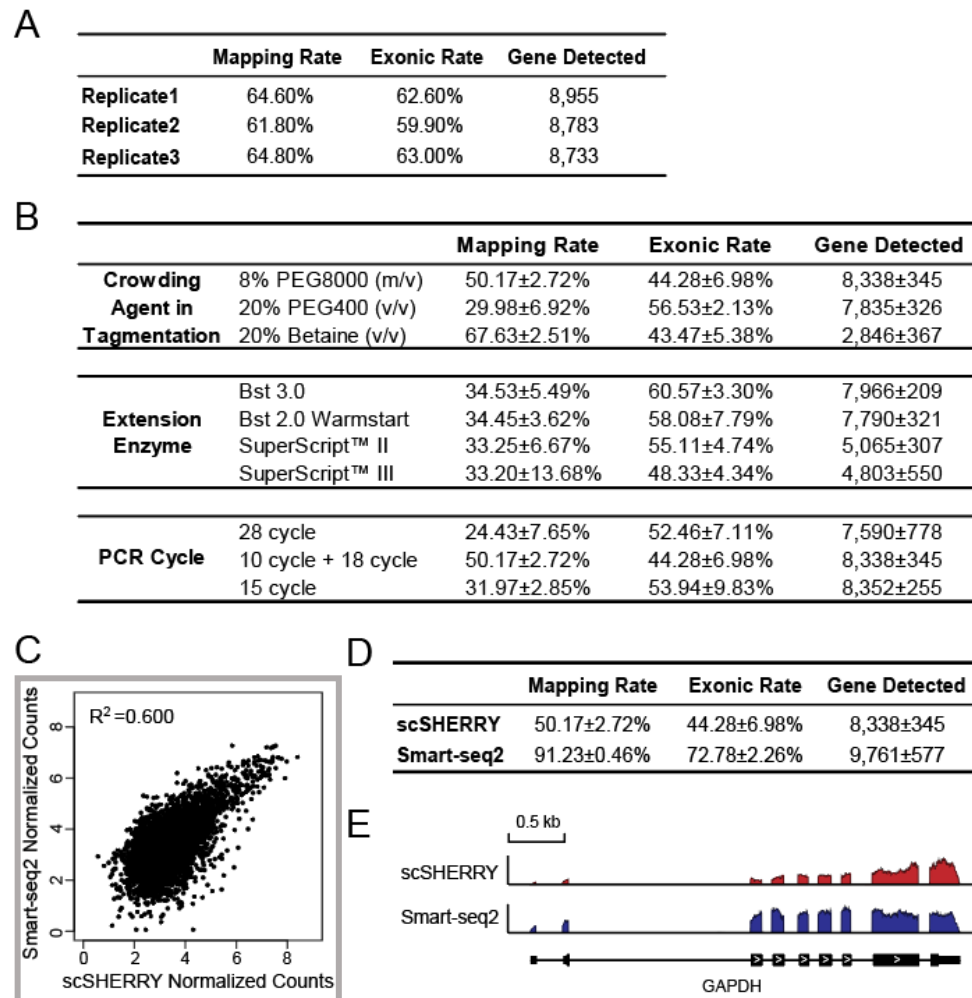 A
Mapping Rate Exonic Rate Gene Detected
Replicate1 64.60% 62.60% 8,955
Replicate2 61.80% 59.90% 8,783
Replicate3 64.80% 63.00% 8,733
B
Mapping Rate Exonic Rate Gene Detected
Crowding 8% PEG8000 (m/v) 50.17±2.72% 44.28±6.98% 8,338±345
Agent in 20% PEG400 (v/v) 29.98±6.92% 56.53±2.13% 7,835±326
Tagmentation 20% Betaine (v/v) 67.63±2.51% 43.47±5.38% 2,846±367
Bst 3.0 34.53±5.49% 60.57±3.30% 7,966±209
Extension Bst 2.0 Warmstart 34.45±3.62% 58.08±7.79% 7,790±321
Enzyme SuperScript™ II 33.25±6.67% 55.11±4.74% 5,065±307
SuperScript™ III 33.20±13.68% 48.33±4.34% 4,803±550
28 cycle 24.43±7.65% 52.46±7.11% 7,590±778
PCR Cycle 10 cycle + 18 cycle 50.17±2.72% 44.28±6.98% 8,338±345
15 cycle 31.97±2.85% 53.94±9.83% 8,352±255
C
R²=0.600
Smart-seq2 Normalized Counts
8
6
4
2
0
0 2 4 6 8
scSHERRY Normalized Counts
D
Mapping Rate Exonic Rate Gene Detected
scSHERRY 50.17±2.72% 44.28±6.98% 8,338±345
Smart-seq2 91.23±0.46% 72.78±2.26% 9,761±577
E
0.5 kb
scSHERRY
Smart-seq2
GAPDH